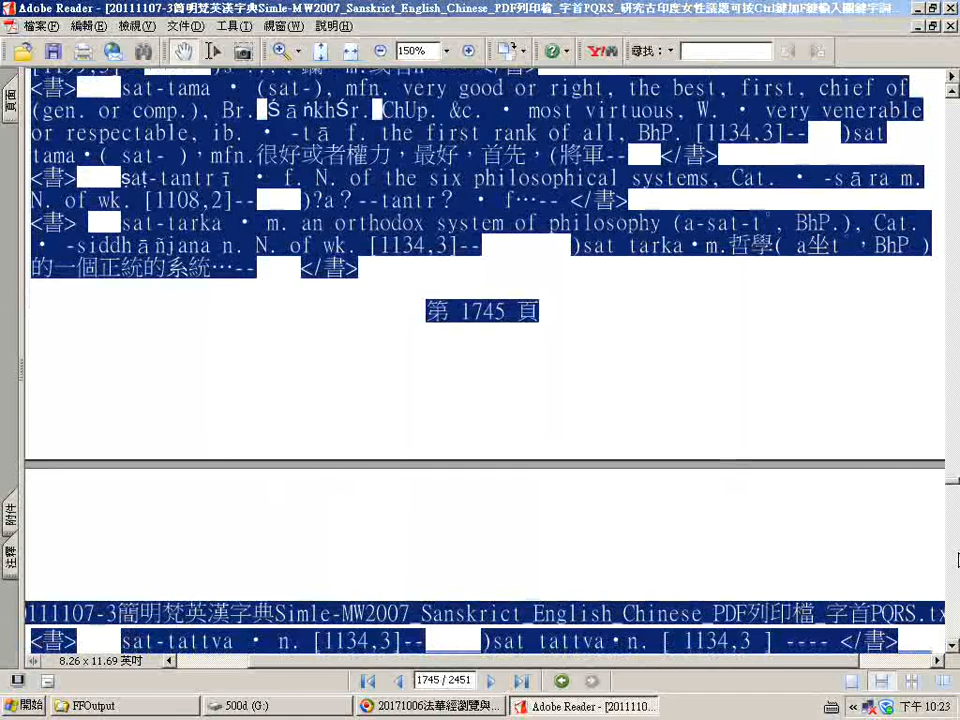 Adobe Reader - [20111107-3簡明梵英漢字典Simle-MW2007_Sanskrict_English_Chinese_PDF列印檔_字首PQRS_研究古印度女性議題可按Ctrl鍵加F鍵輸入關鍵字詞
檔案(F) 編輯(E) 檢視(V) 文件(D) 工具(T) 視窗(W) 說明(H)
150% Y! 尋找：
頁面
<書> sat-tama · (sat-), mfn. very good or right, the best, first, chief of
(gen. or comp.), Br. ŚāṅkhŚr. ChUp. &c. · most virtuous, W. · very venerable
or respectable, ib. · -tā f. the first rank of all, BhP. [1134,3]-- )sat
tama·( sat- )，mfn.很好或者權力，最好，首先，(將軍-- </書>
<書> ṣaṭ-tantrī · f. N. of the six philosophical systems, Cat. · -sāra m.
N. of wk. [1108,2]-- )?a？--tantr？ · f…-- </書>
<書> sat-tarka · m. an orthodox system of philosophy (a-sat-t°, BhP.), Cat.
· -siddhāñjana n. N. of wk. [1134,3]-- )sat tarka·m.哲學( a坐t°，BhP )
的一個正統的系統…-- </書>
第 1745 頁
附件
注釋
111107-3簡明梵英漢字典Simle-MW2007_Sanskrict_English_Chinese_PDF列印檔_字首PQRS.tx
<書> sat-tattva · n. [1134,3]-- )sat tattva·n. [ 1134,3 ] ---- </書>
8.26 x 11.69 英吋
1745 / 2451
開始 FFOutput 500d (G:) 20171006法華經瀏覽與... Adobe Reader - [2011110... 下午 10:23